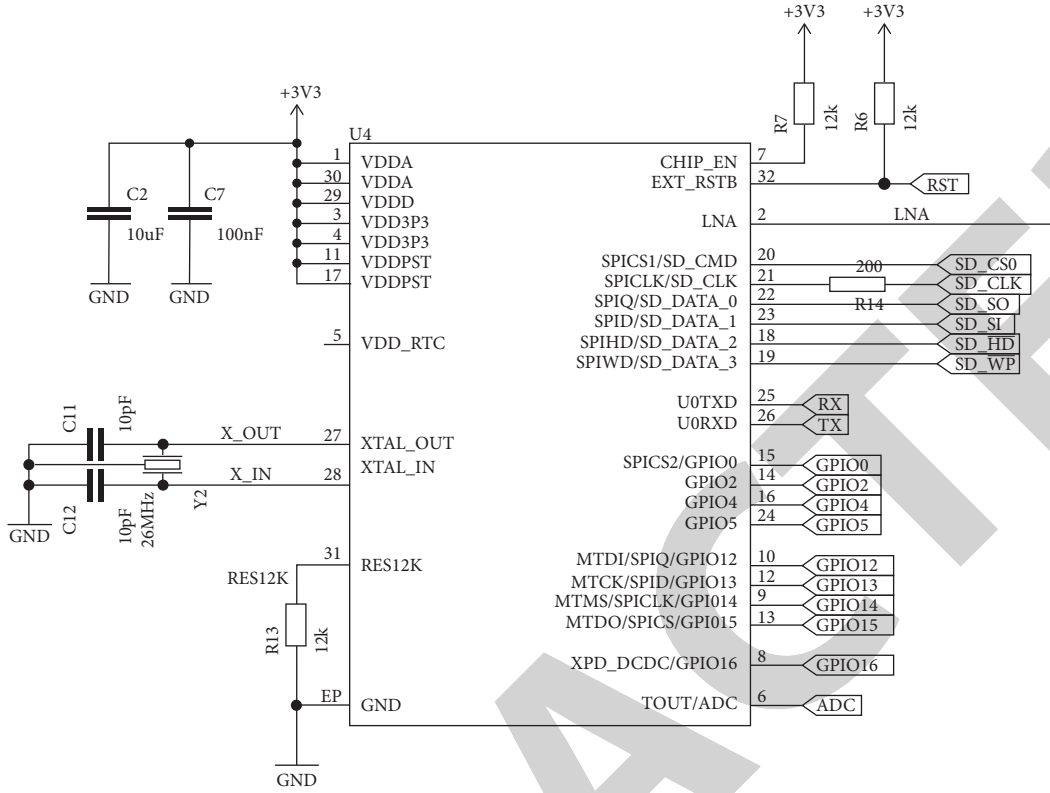 +3V3
+3V3
R7
12k
R6
12k
+3V3
U4
C2
10uF
C7
100nF
GND
GND
1
VDDA
30
VDDA
29
VDDD
3
VDD3P3
4
VDD3P3
11
VDDPST
17
VDDPST
5
VDD_RTC
C11
10pF
X_OUT
27
XTAL_OUT
XTAL_IN
X_IN
28
GND
C12
10pF
26MHz
Y2
31
RES12K
RES12K
R13
12k
EP
GND
GND
CHIP_EN
7
EXT_RSTB
32
RST
LNA
2
LNA
SPICS1/SD_CMD
20
SD_CS0
SPICLK/SD_CLK
21
200
R14
SD_CLK
SPIQ/SD_DATA_0
22
SD_SO
SPID/SD_DATA_1
23
SD_SI
SPIHD/SD_DATA_2
18
SD_HD
SPIWD/SD_DATA_3
19
SD_WP
U0TXD
25
RX
U0RXD
26
TX
SPICS2/GPIO0
15
GPIO0
GPIO2
14
GPIO2
GPIO4
16
GPIO4
GPIO5
24
GPIO5
MTDI/SPIQ/GPIO12
10
GPIO12
MTCK/SPID/GPIO13
12
GPIO13
MTMS/SPICLK/GPI014
9
GPIO14
MTDO/SPICS/GPI015
13
GPIO15
XPD_DCDC/GPIO16
8
GPIO16
TOUT/ADC
6
ADC